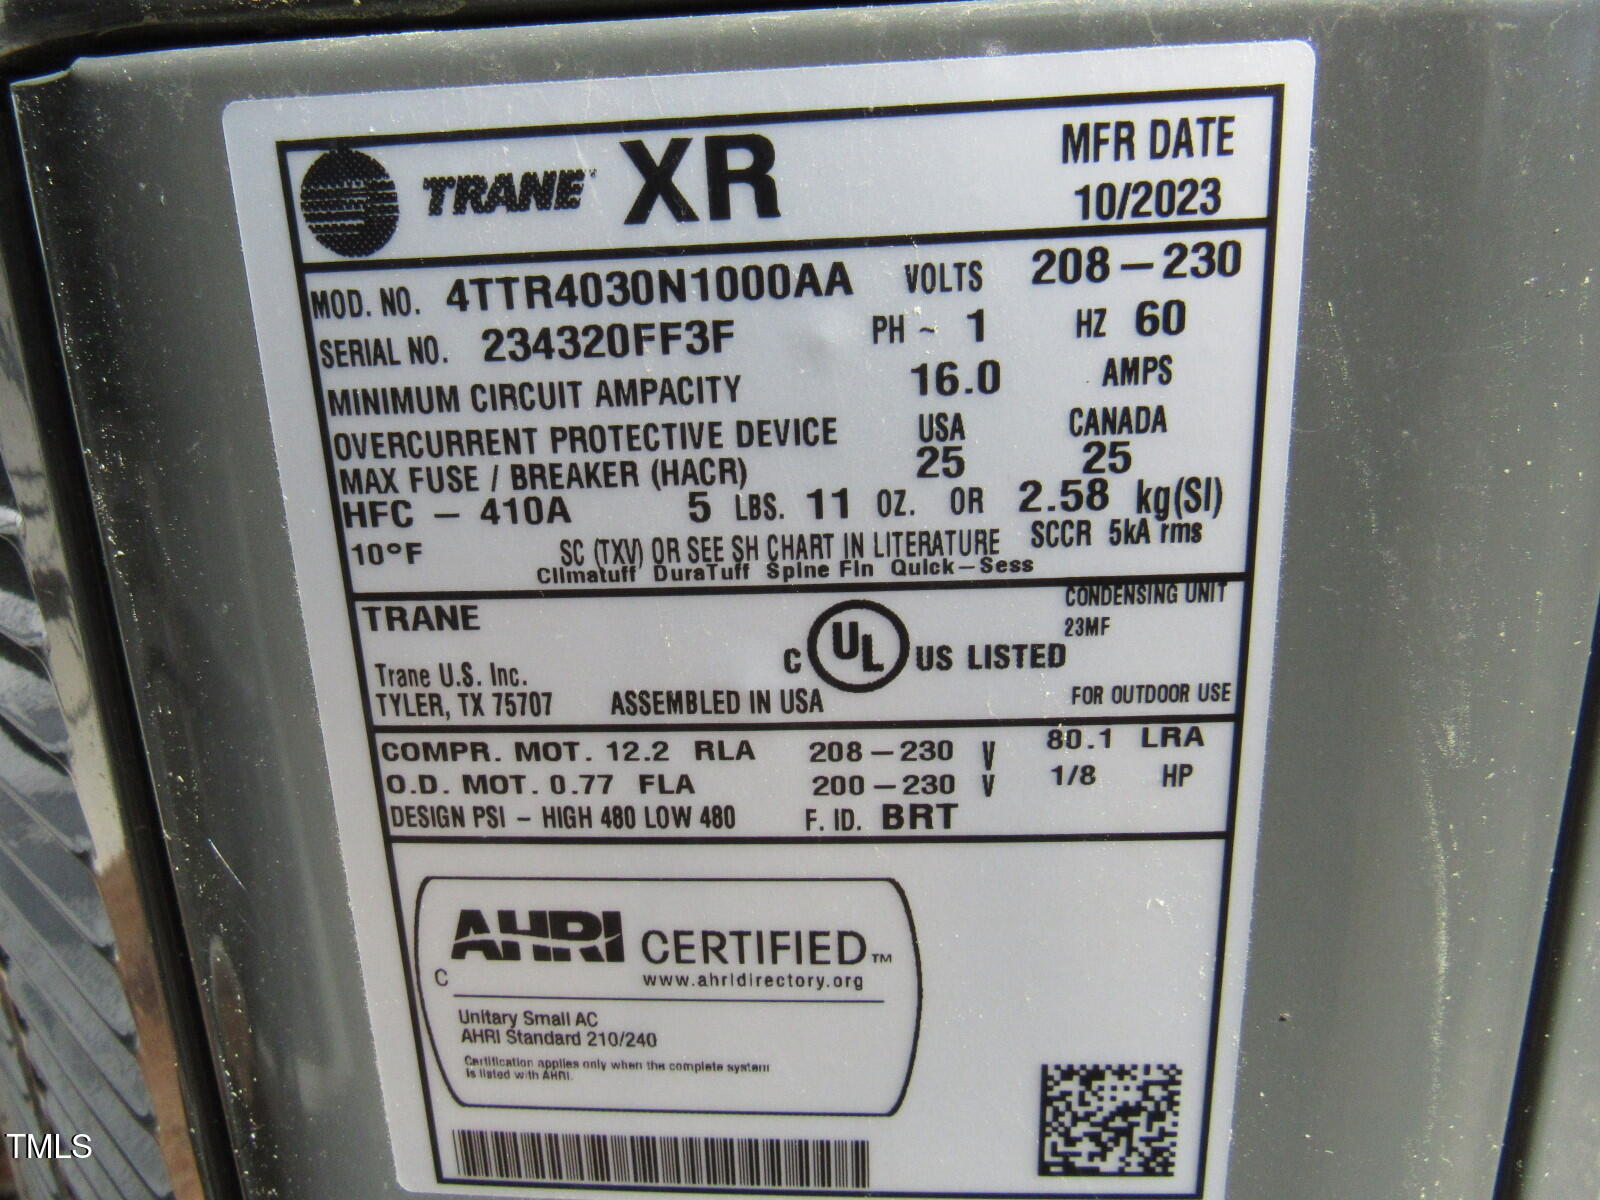 TRANE XR MFR DATE
10/2023
MOD. NO. 4TTR4030N1000AA VOLTS 208-230
SERIAL NO. 234320FF3F PH ~ 1 HZ 60
MINIMUM CIRCUIT AMPACITY 16.0 AMPS
OVERCURRENT PROTECTIVE DEVICE USA CANADA
MAX FUSE / BREAKER (HACR) 25 25
HFC - 410A 5 LBS. 11 OZ. OR 2.58 kg(SI)
10°F SC (TXV) OR SEE SH CHART IN LITERATURE SCCR 5kA rms
Climatuff DuraTuff Spine Fin Quick-Sess
TRANE CONDENSING UNIT
23MF
C UL US LISTED
Trane U.S. Inc.
TYLER, TX 75707 ASSEMBLED IN USA FOR OUTDOOR USE
COMPR. MOT. 12.2 RLA 208-230 V 80.1 LRA
O.D. MOT. 0.77 FLA 200-230 V 1/8 HP
DESIGN PSI - HIGH 480 LOW 480 F. ID. BRT
AHRI CERTIFIED™
C www.ahridirectory.org
Unitary Small AC
AHRI Standard 210/240
Certification applies only when the complete system
is listed with AHRI.
TMLS